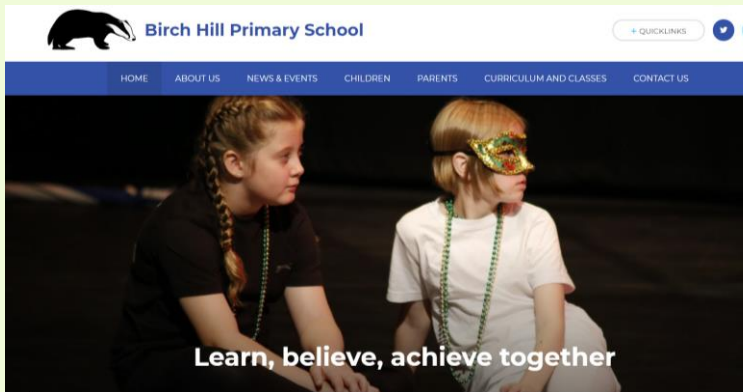 Birch Hill Primary School
+ QUICKLINKS
HOME ABOUT US NEWS & EVENTS CHILDREN PARENTS CURRICULUM AND CLASSES CONTACT US
Learn, believe, achieve together